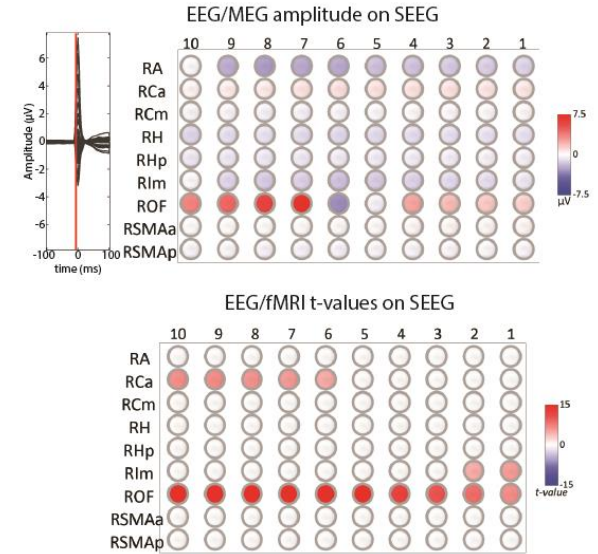 EEG/MEG amplitude on SEEG
10 9 8 7 6 5 4 3 2 1
6
4
2
0
-2
-4
-6
Amplitude (µV)
-100 0 100
time (ms)
RA
RCa
RCm
RH
RHp
RIm
ROF
RSMAa
RSMAp
7.5
0
-7.5
µV
EEG/fMRI t-values on SEEG
10 9 8 7 6 5 4 3 2 1
RA
RCa
RCm
RH
RHp
RIm
ROF
RSMAa
RSMAp
15
0
-15
t-value